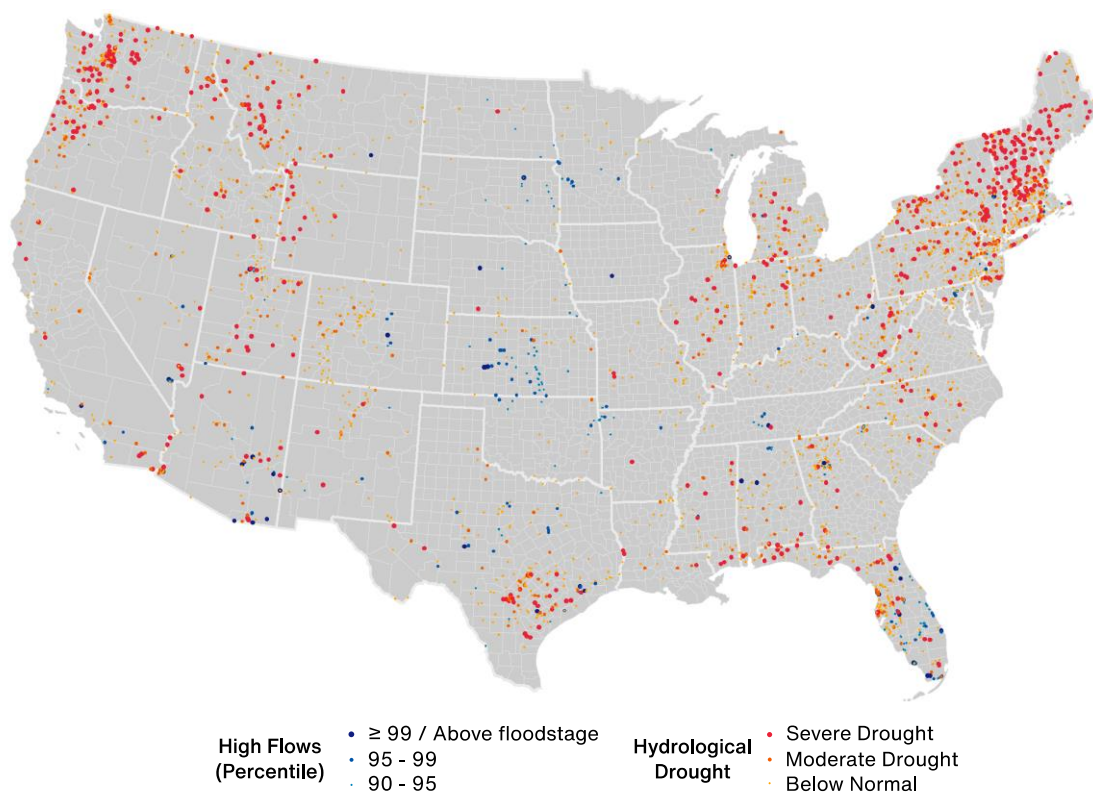 High Flows
(Percentile)
≥ 99 / Above floodstage
95 - 99
90 - 95
Hydrological
Drought
Severe Drought
Moderate Drought
Below Normal